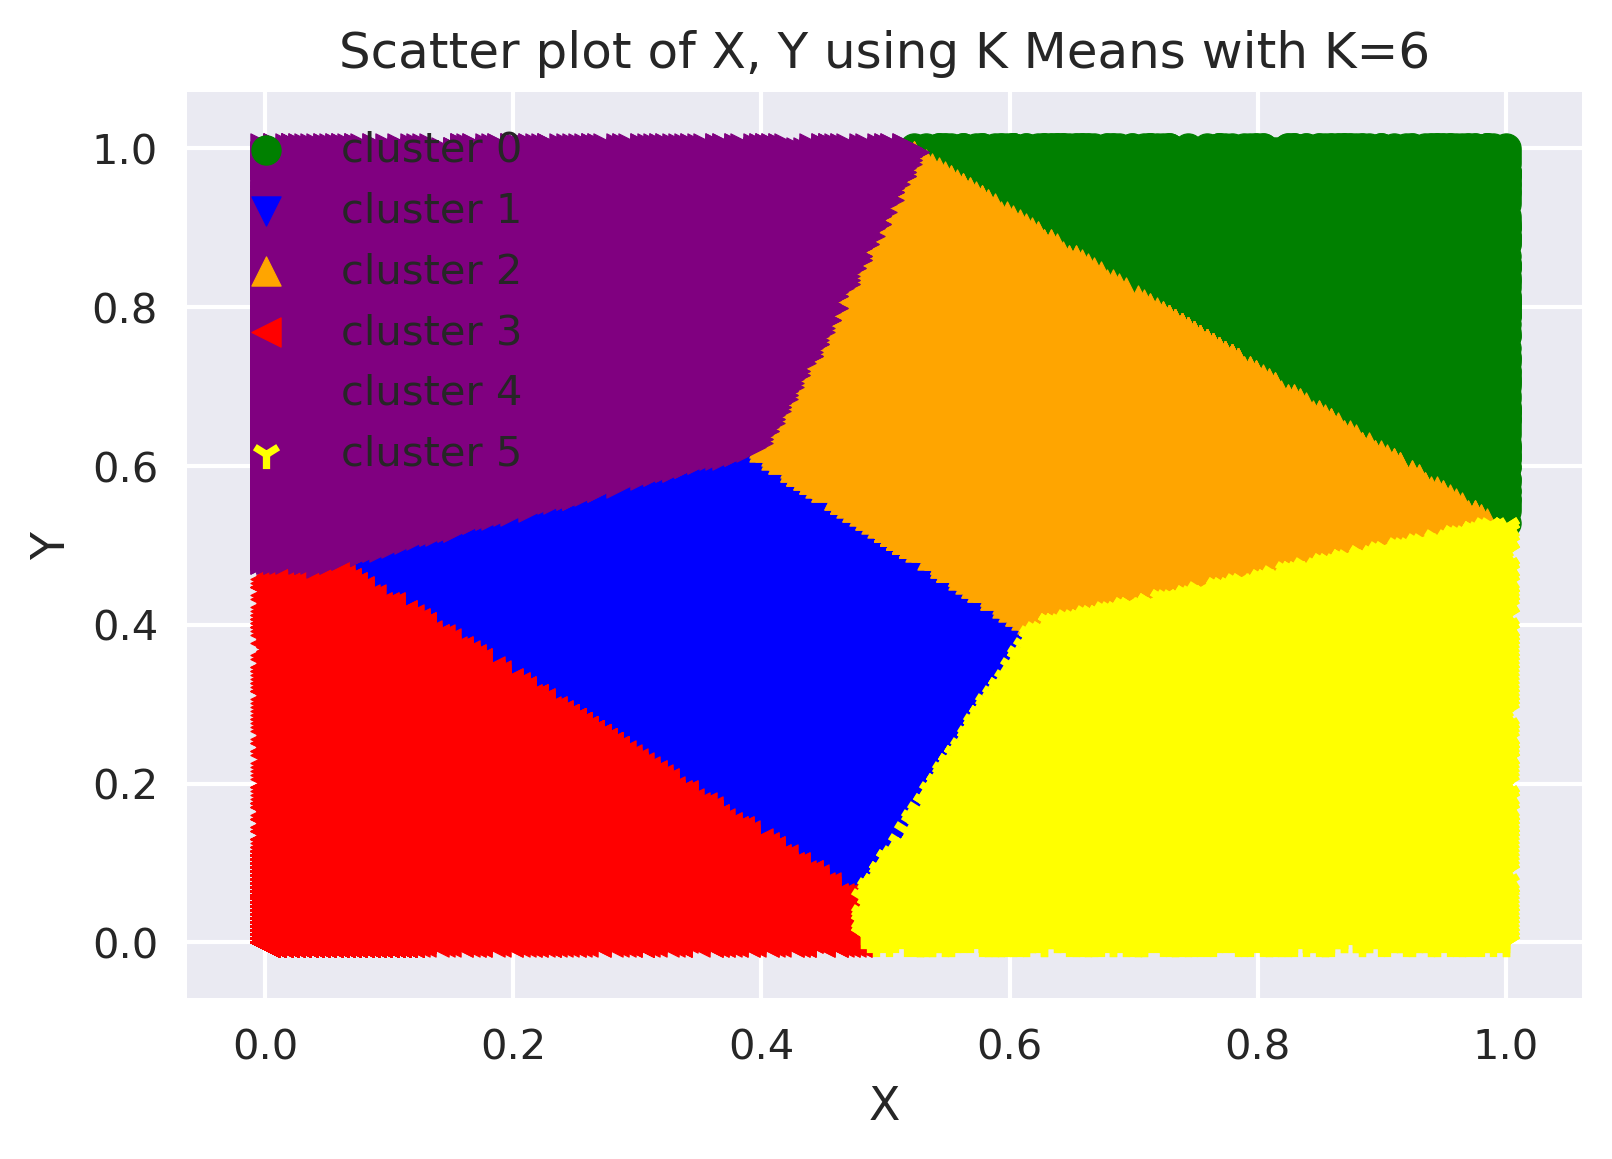 Scatter plot of X, Y using K Means with K=6
1.0
0.8
0.6
0.4
0.2
0.0
Y
cluster 0
cluster 1
cluster 2
cluster 3
cluster 4
cluster 5
0.0 0.2 0.4 0.6 0.8 1.0
X